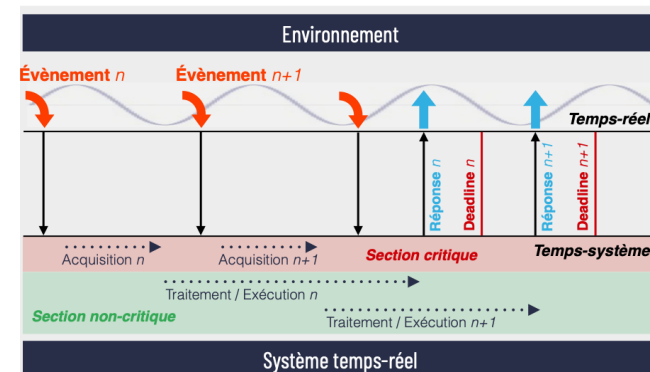 Environnement
Évènement n
Évènement n+1
Temps-réel
Réponse n
Deadline n
Réponse n+1
Deadline n+1
Temps-système
Acquisition n
Acquisition n+1
Section critique
Traitement / Exécution n
Section non-critique
Traitement / Exécution n+1
Système temps-réel